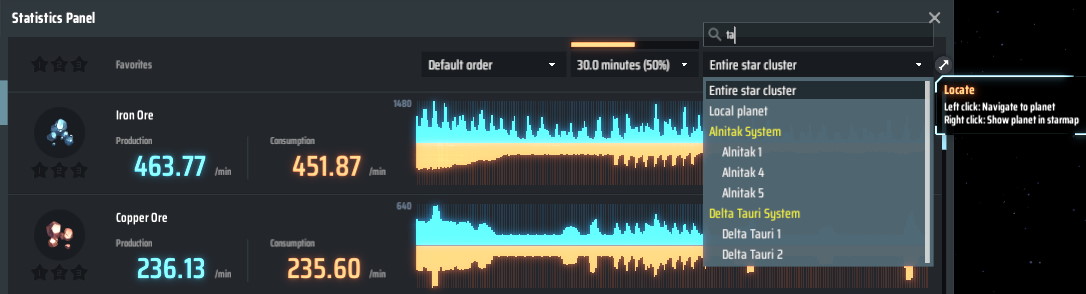 Statistics Panel
ta
Favorites
Default order
30.0 minutes (50%)
Entire star cluster
Iron Ore
Production
463.77 /min
Consumption
451.87 /min
1480
Copper Ore
Production
236.13 /min
Consumption
235.60 /min
640
Entire star cluster
Local planet
Alnitak System
Alnitak 1
Alnitak 4
Alnitak 5
Delta Tauri System
Delta Tauri 1
Delta Tauri 2
Locate
Left click: Navigate to planet
Right click: Show planet in starmap